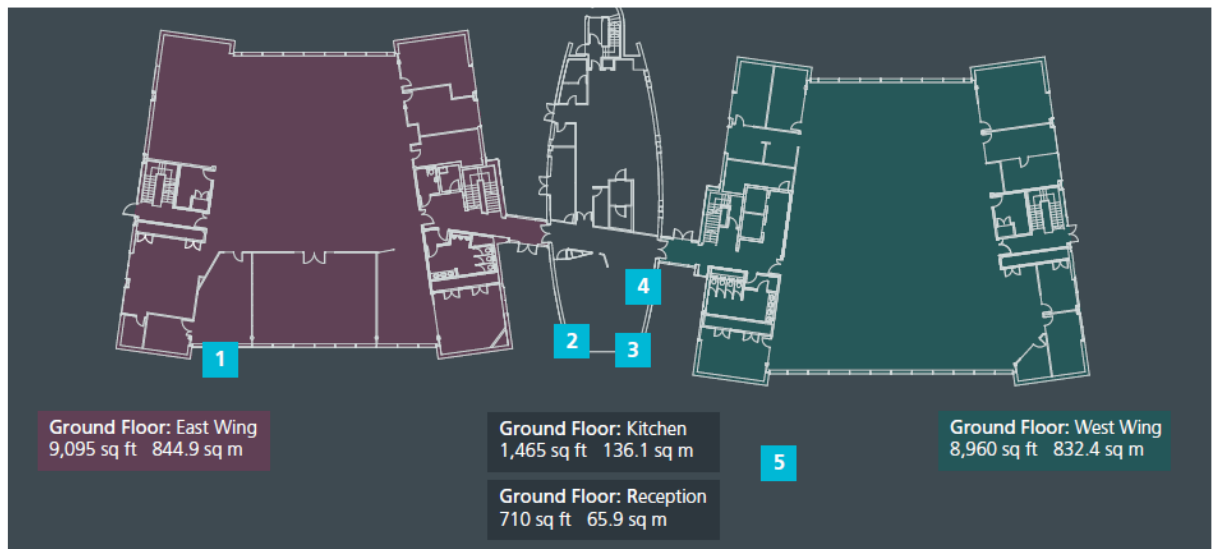 4
2
3
1
Ground Floor: East Wing
9,095 sq ft 844.9 sq m
Ground Floor: Kitchen
1,465 sq ft 136.1 sq m
Ground Floor: West Wing
8,960 sq ft 832.4 sq m
5
Ground Floor: Reception
710 sq ft 65.9 sq m